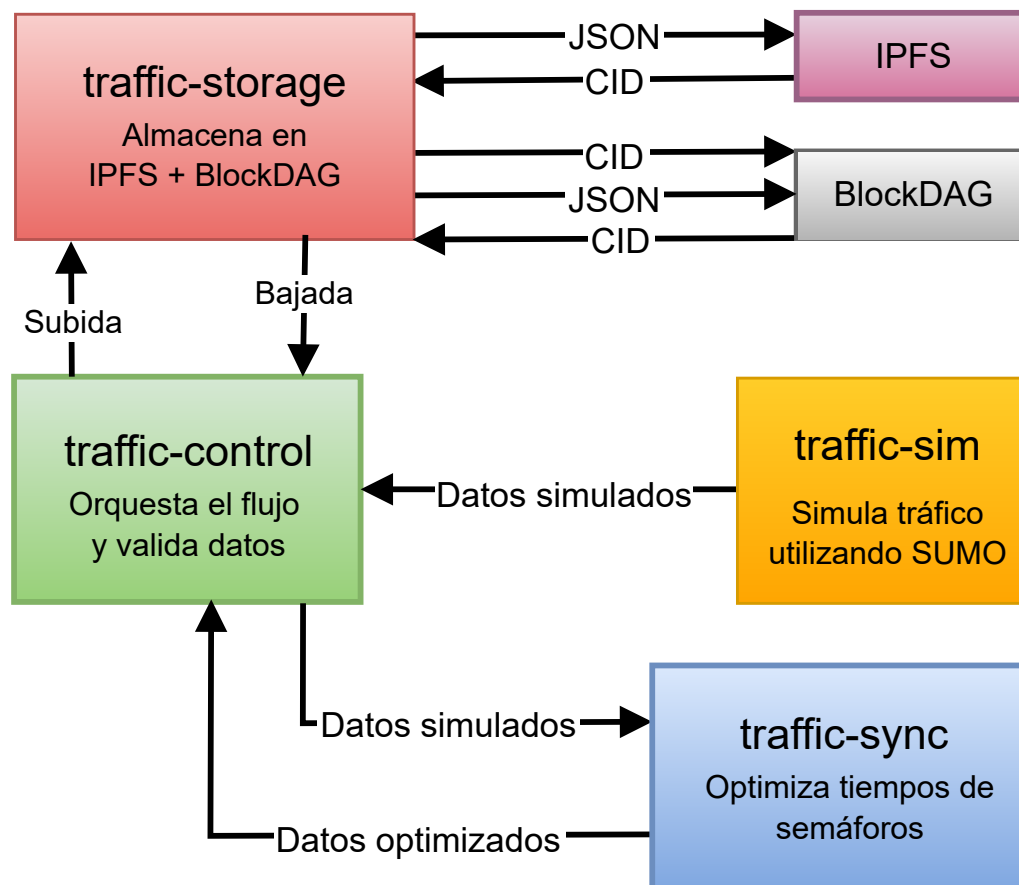 traffic-storage
Almacena en
IPFS + BlockDAG
JSON
CID
IPFS
CID
JSON
CID
BlockDAG
Subida
Bajada
traffic-control
Orquesta el flujo
y valida datos
Datos simulados
traffic-sim
Simula tráfico
utilizando SUMO
Datos simulados
Datos optimizados
traffic-sync
Optimiza tiempos de
semáforos